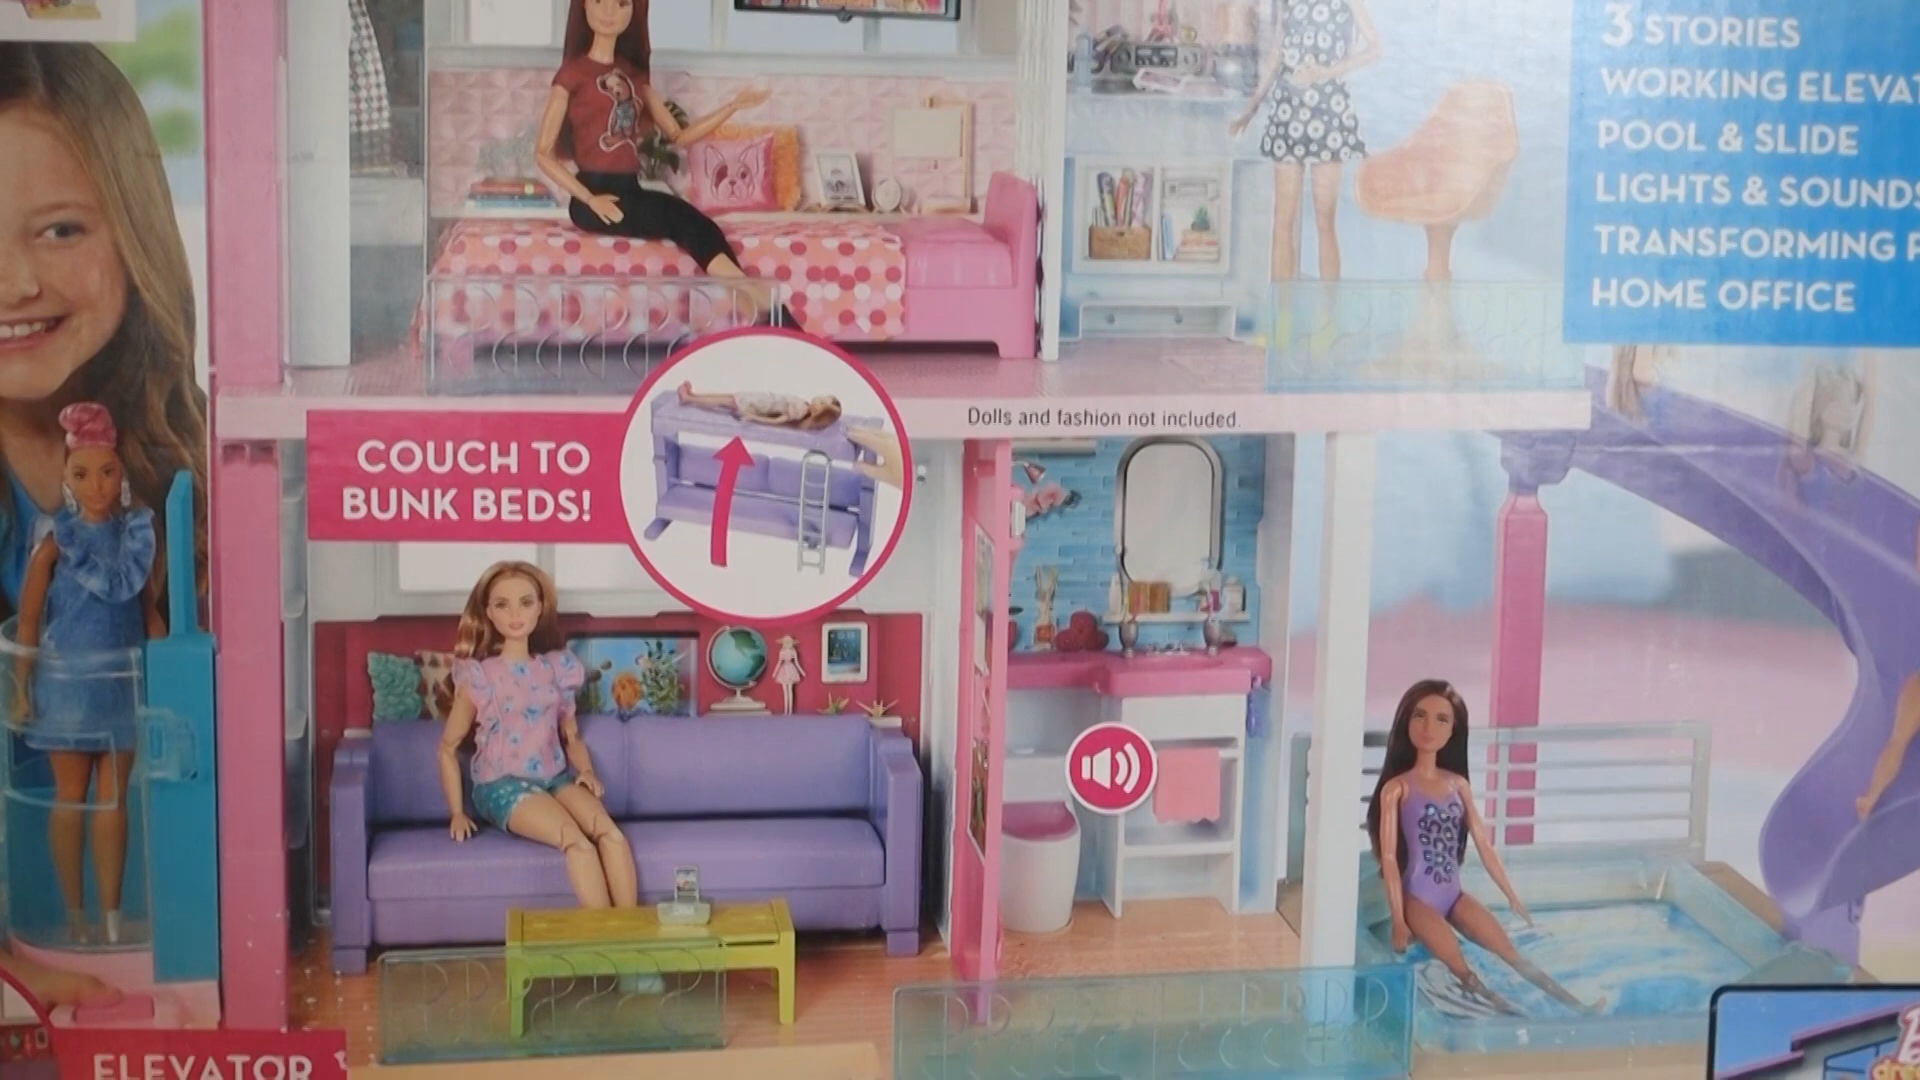 3 STORIES
WORKING ELEVAT
POOL & SLIDE
LIGHTS & SOUNDS
TRANSFORMING
HOME OFFICE
Dolls and fashion not included.
COUCH TO
BUNK BEDS!
ELEVATOR